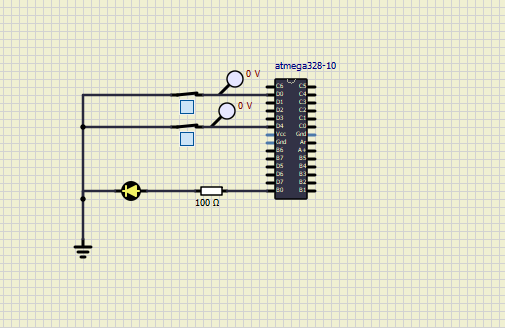 atmega328-10
0 V
0 V
C6 C5
D0 C4
D1 C3
D2 C2
D3 C1
D4 C0
Vcc Gnd
Gnd Ar
B6 A+
B7 B5
D5 B4
D6 B3
D7 B2
B0 B1
100 Ω